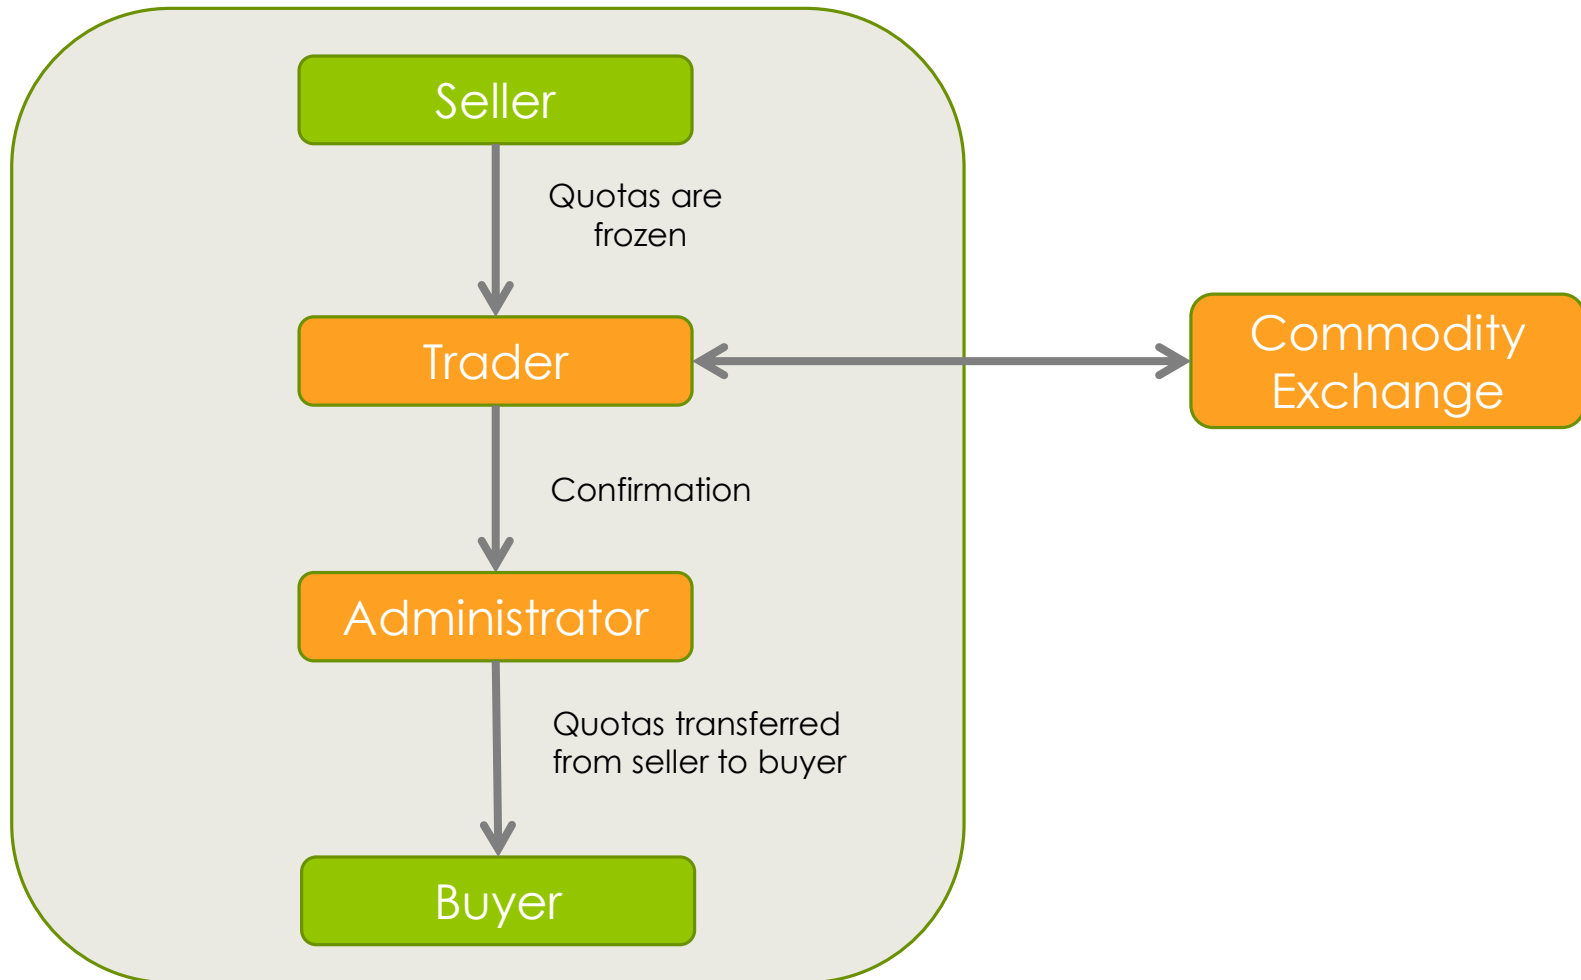 Seller
Quotas are
frozen
Trader
Commodity
Exchange
Confirmation
Administrator
Quotas transferred
from seller to buyer
Buyer